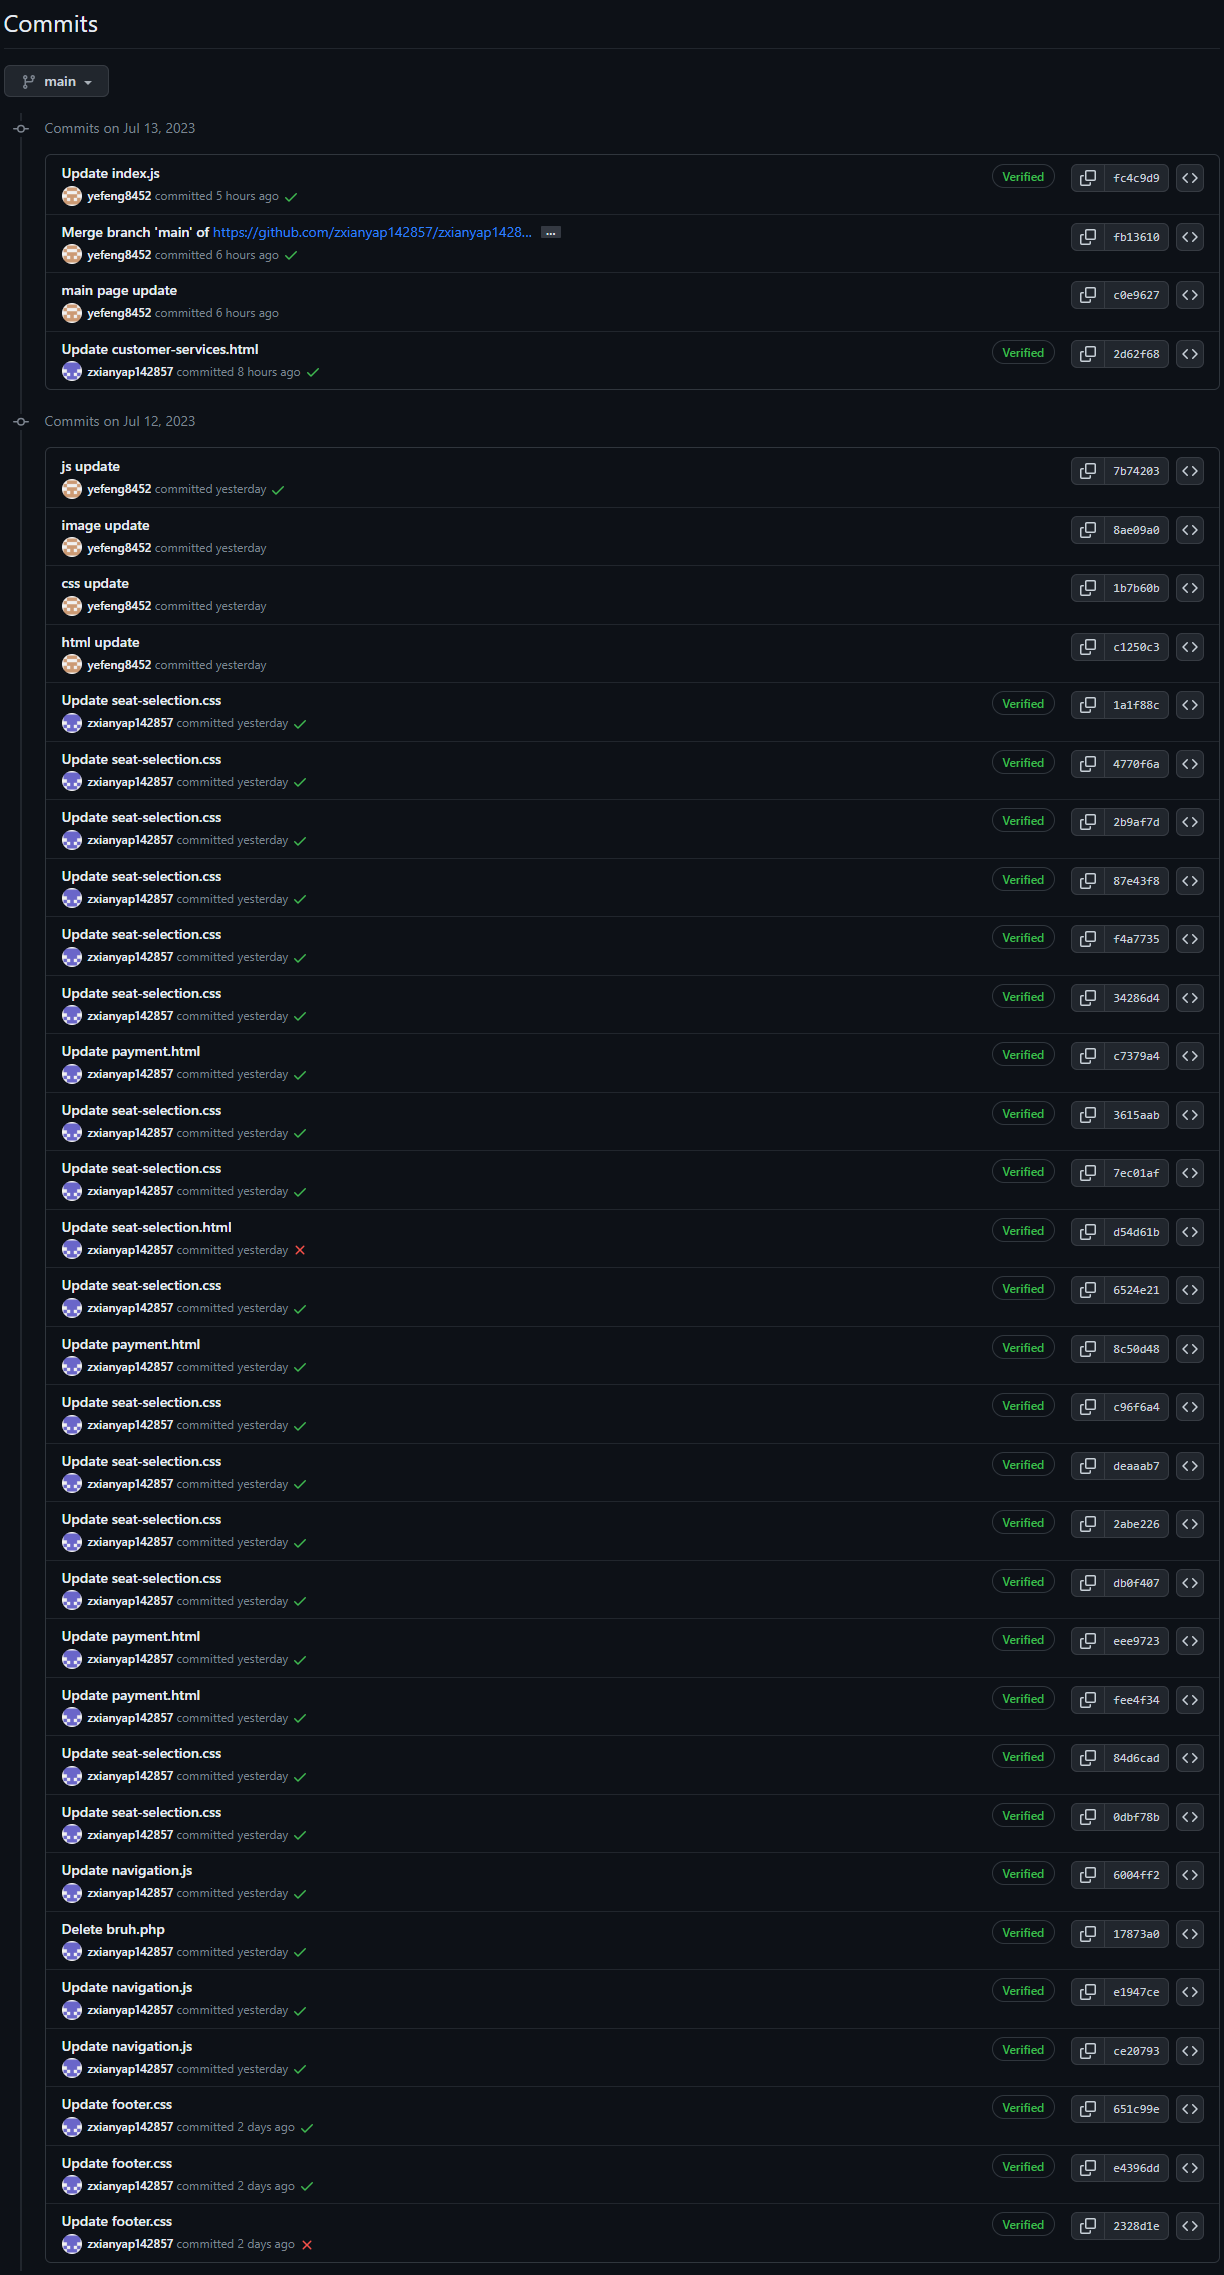 Commits
main
Commits on Jul 13, 2023
Update index.js Verified fc4c9d9
yefeng8452 committed 5 hours ago
Merge branch 'main' of https://github.com/zxianyap142857/zxianyap1428... … fb13610
yefeng8452 committed 6 hours ago
main page update c0e9627
yefeng8452 committed 6 hours ago
Update customer-services.html Verified 2d62f68
zxianyap142857 committed 8 hours ago
Commits on Jul 12, 2023
js update 7b74203
yefeng8452 committed yesterday
image update 8ae09a0
yefeng8452 committed yesterday
css update 1b7b60b
yefeng8452 committed yesterday
html update c1250c3
yefeng8452 committed yesterday
Update seat-selection.css Verified 1a1f88c
zxianyap142857 committed yesterday
Update seat-selection.css Verified 4770f6a
zxianyap142857 committed yesterday
Update seat-selection.css Verified 2b9af7d
zxianyap142857 committed yesterday
Update seat-selection.css Verified 87e43f8
zxianyap142857 committed yesterday
Update seat-selection.css Verified f4a7735
zxianyap142857 committed yesterday
Update seat-selection.css Verified 34286d4
zxianyap142857 committed yesterday
Update payment.html Verified c7379a4
zxianyap142857 committed yesterday
Update seat-selection.css Verified 3615aab
zxianyap142857 committed yesterday
Update seat-selection.css Verified 7ec01af
zxianyap142857 committed yesterday
Update seat-selection.html Verified d54d61b
zxianyap142857 committed yesterday
Update seat-selection.css Verified 6524e21
zxianyap142857 committed yesterday
Update payment.html Verified 8c50d48
zxianyap142857 committed yesterday
Update seat-selection.css Verified c96f6a4
zxianyap142857 committed yesterday
Update seat-selection.css Verified deaaab7
zxianyap142857 committed yesterday
Update seat-selection.css Verified 2abe226
zxianyap142857 committed yesterday
Update seat-selection.css Verified db0f407
zxianyap142857 committed yesterday
Update payment.html Verified eee9723
zxianyap142857 committed yesterday
Update payment.html Verified fee4f34
zxianyap142857 committed yesterday
Update seat-selection.css Verified 84d6cad
zxianyap142857 committed yesterday
Update seat-selection.css Verified 0dbf78b
zxianyap142857 committed yesterday
Update navigation.js Verified 6004ff2
zxianyap142857 committed yesterday
Delete bruh.php Verified 17873a0
zxianyap142857 committed yesterday
Update navigation.js Verified e1947ce
zxianyap142857 committed yesterday
Update navigation.js Verified ce20793
zxianyap142857 committed yesterday
Update footer.css Verified 651c99e
zxianyap142857 committed 2 days ago
Update footer.css Verified e4396dd
zxianyap142857 committed 2 days ago
Update footer.css Verified 2328d1e
zxianyap142857 committed 2 days ago